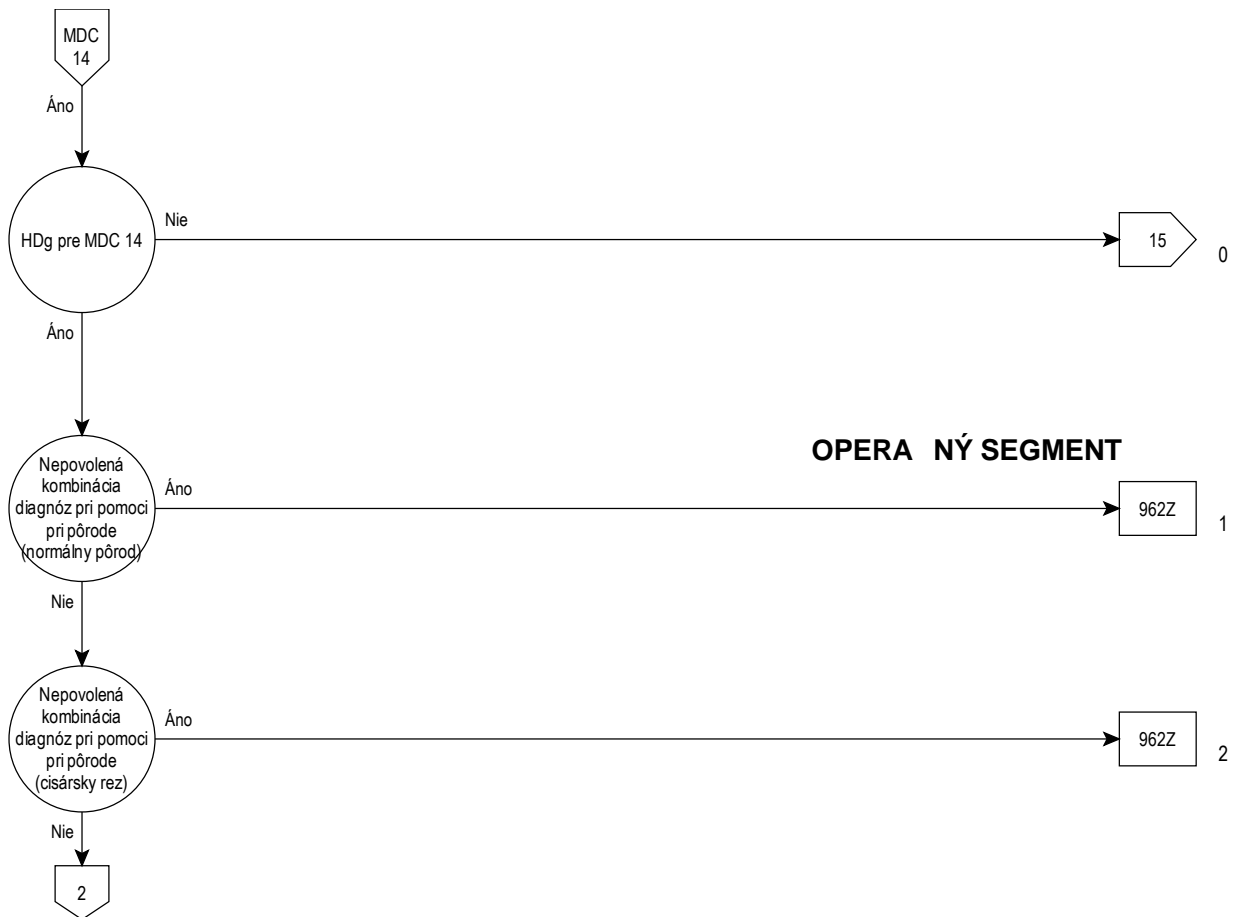 MDC
14
Áno
HDg pre MDC 14
Nie
15
0
Áno
OPERA NÝ SEGMENT
Nepovolená
kombinácia
diagnóz pri pomoci
pri pôrode
(normálny pôrod)
Áno
962Z
1
Nie
Nepovolená
kombinácia
diagnóz pri pomoci
pri pôrode
(cisársky rez)
Áno
962Z
2
Nie
2